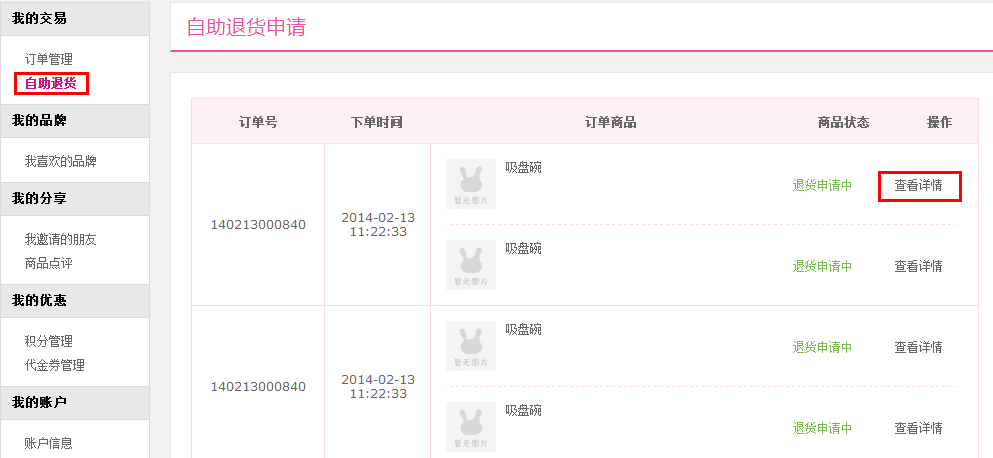 我的交易
订单管理
自助退货
我的品牌
我喜欢的品牌
我的分享
我邀请的朋友
商品点评
我的优惠
积分管理
代金券管理
我的账户
账户信息
自助退货申请
订单号 下单时间 订单商品 商品状态 操作
140213000840
2014-02-13
11:22:33
暂无图片
吸盘碗
退货申请中
查看详情
暂无图片
吸盘碗
退货申请中
查看详情
140213000840
2014-02-13
11:22:33
暂无图片
吸盘碗
退货申请中
查看详情
暂无图片
吸盘碗
退货申请中
查看详情